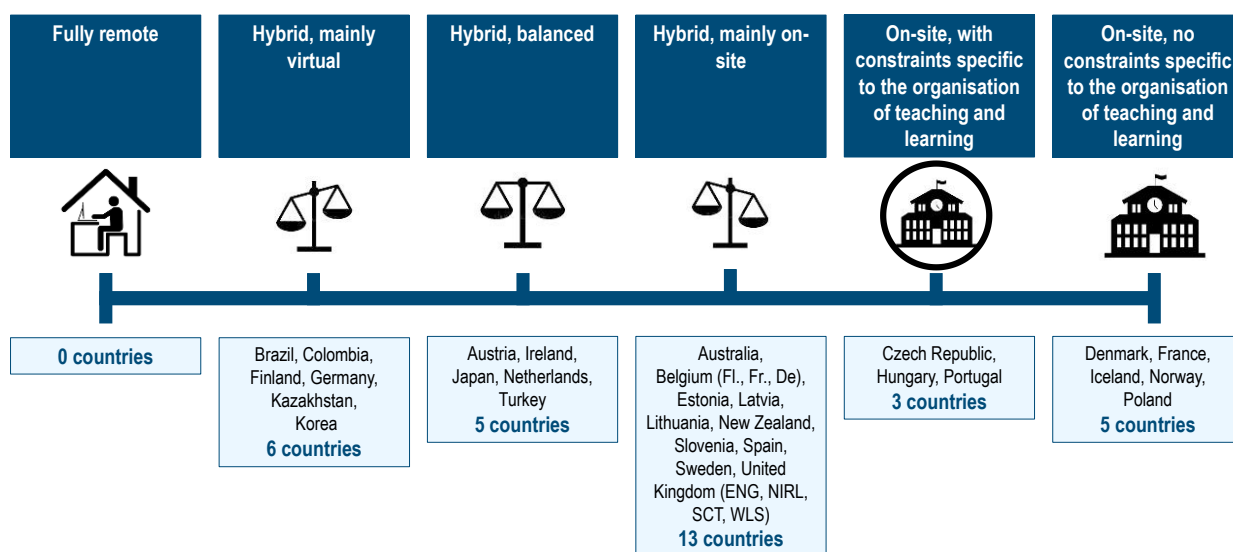 Fully remote
Hybrid, mainly
virtual
Hybrid, balanced
Hybrid, mainly on-
site
On-site, with
constraints specific
to the organisation
of teaching and
learning
On-site, no
constraints specific
to the organisation
of teaching and
learning
0 countries
Brazil, Colombia,
Finland, Germany,
Kazakhstan,
Korea
6 countries
Austria, Ireland,
Japan, Netherlands,
Turkey
5 countries
Australia,
Belgium (Fl., Fr., De),
Estonia, Latvia,
Lithuania, New Zealand,
Slovenia, Spain,
Sweden, United
Kingdom (ENG, NIRL,
SCT, WLS)
13 countries
Czech Republic,
Hungary, Portugal
3 countries
Denmark, France,
Iceland, Norway,
Poland
5 countries